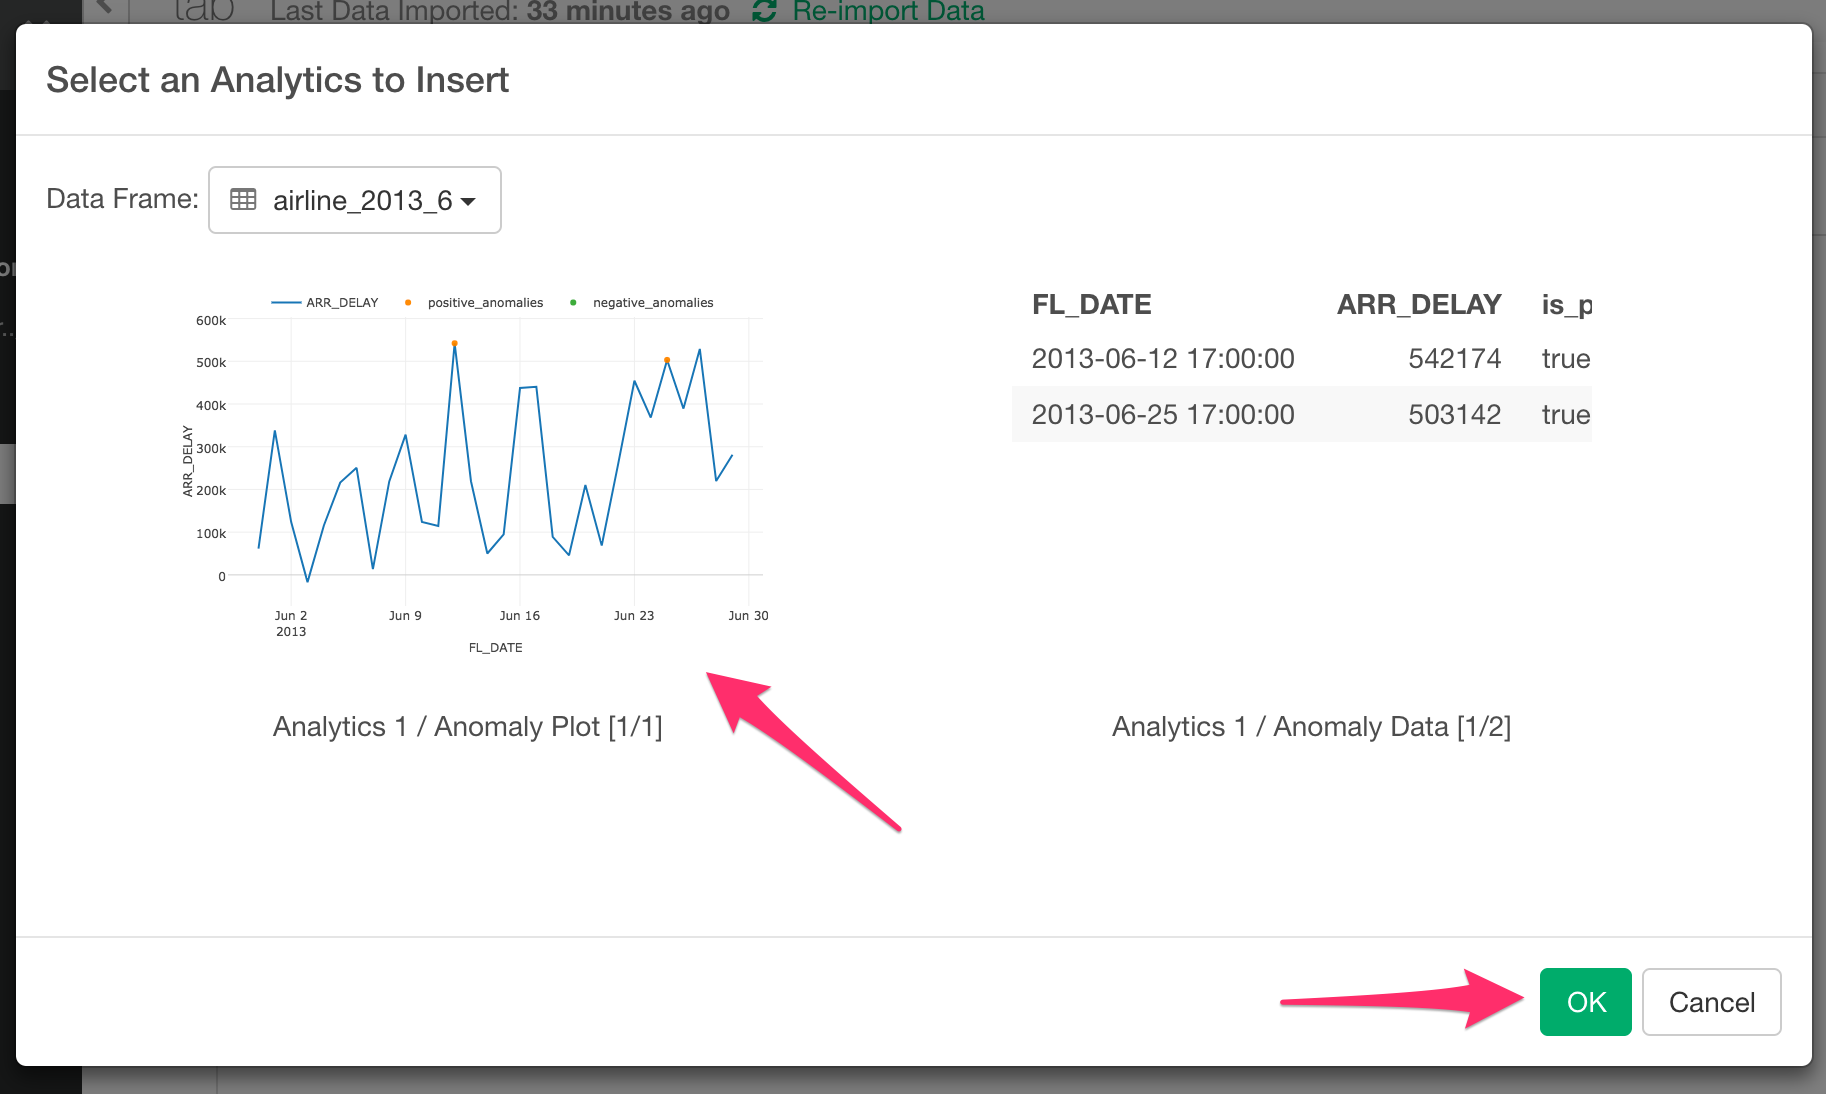 tab Last Data Imported: 33 minutes ago Re-import Data
Select an Analytics to Insert
Data Frame: airline_2013_6
ARR_DELAY positive_anomalies negative_anomalies
600k
500k
400k
300k
200k
100k
0
ARR_DELAY
Jun 2 Jun 9 Jun 16 Jun 23 Jun 30
2013
FL_DATE
Analytics 1 / Anomaly Plot [1/1]
FL_DATE ARR_DELAY is_p
2013-06-12 17:00:00 542174 true
2013-06-25 17:00:00 503142 true
Analytics 1 / Anomaly Data [1/2]
OK Cancel